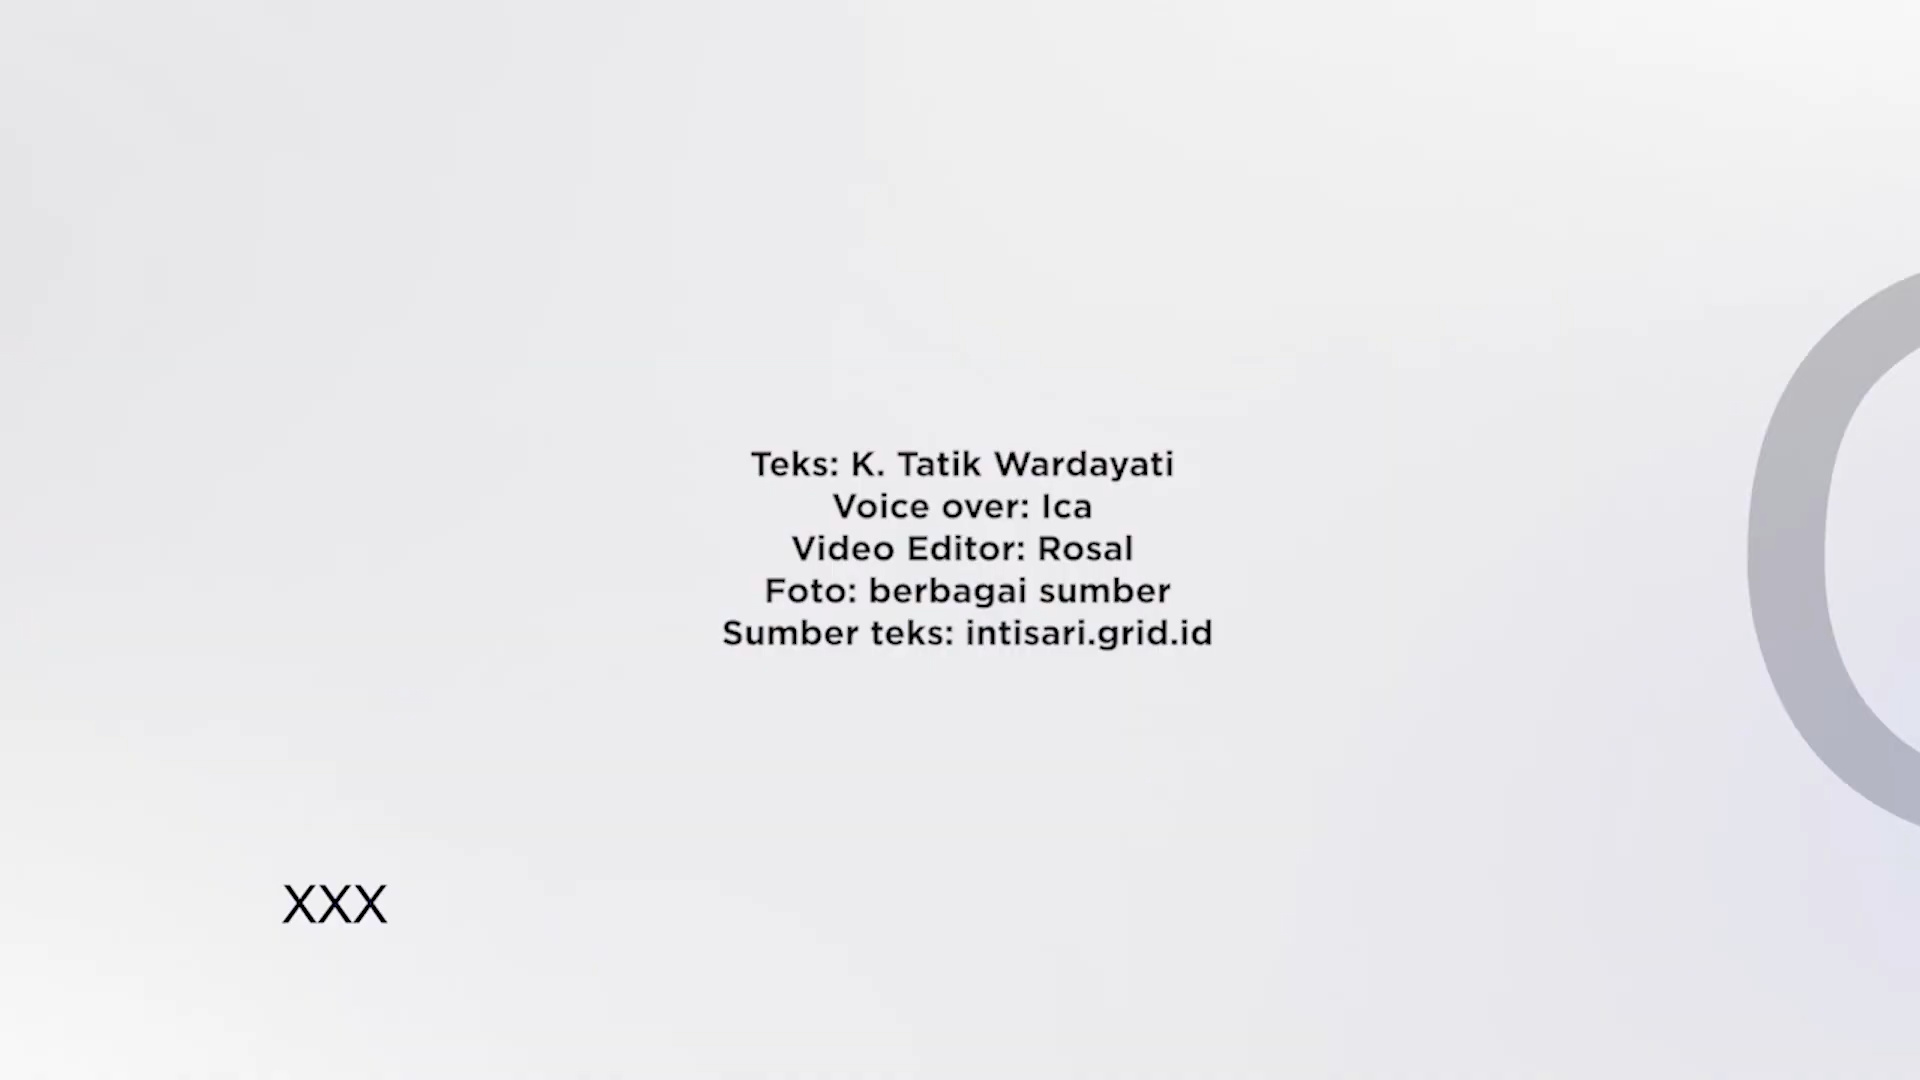 Teks: K. Tatik Wardayati
Voice over: Ica
Video Editor: Rosal
Foto: berbagai sumber
Sumber teks: intisari.grid.id
XXX